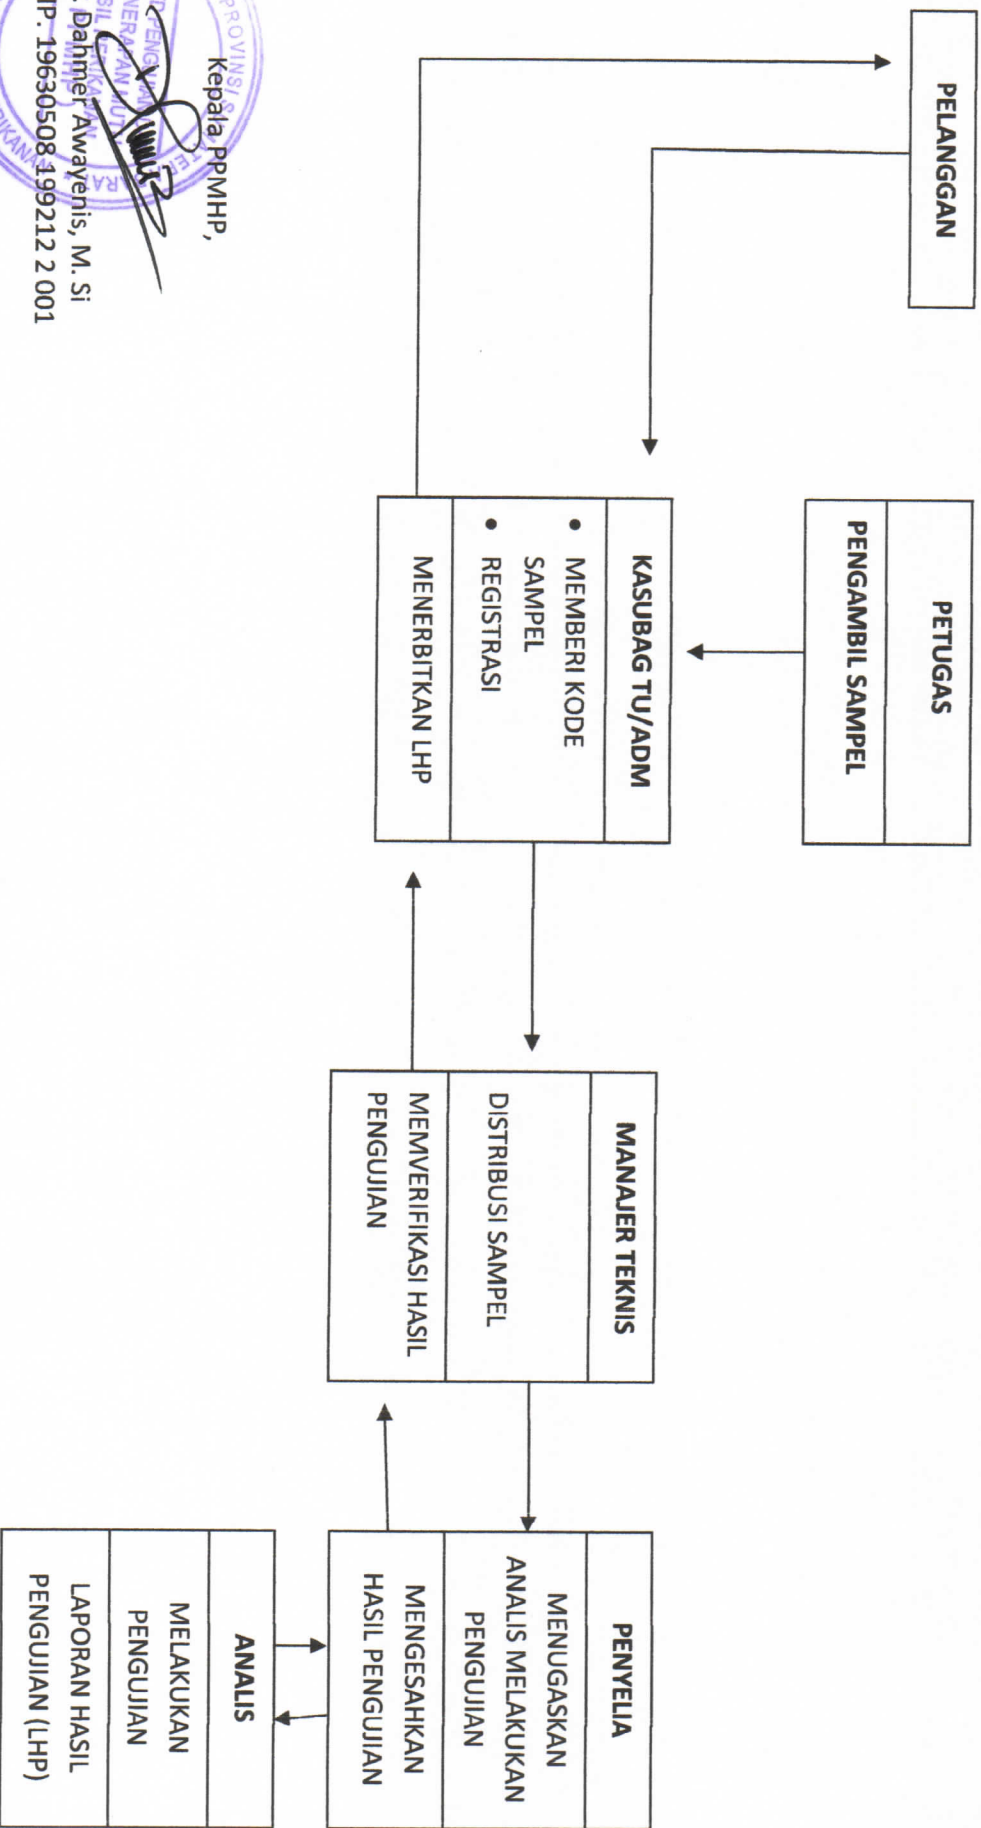 PELANGGAN
PETUGAS
PENGAMBIL SAMPEL
KASUBAG TU/ADM
• MEMBERI KODE
SAMPEL
• REGISTRASI
MENERBITKAN LHP
MANAJER TEKNIS
DISTRIBUSI SAMPEL
MEMVERIFIKASI HASIL
PENGUJIAN
PENYELIA
MENUGASKAN
ANALIS MELAKUKAN
PENGUJIAN
MENGESAHKAN
HASIL PENGUJIAN
ANALIS
MELAKUKAN
PENGUJIAN
LAPORAN HASIL
PENGUJIAN (LHP)
Kepala PPMHP,
PROVINSI
Dahmer Awayenis, M. Si
19630508 199212 2 001